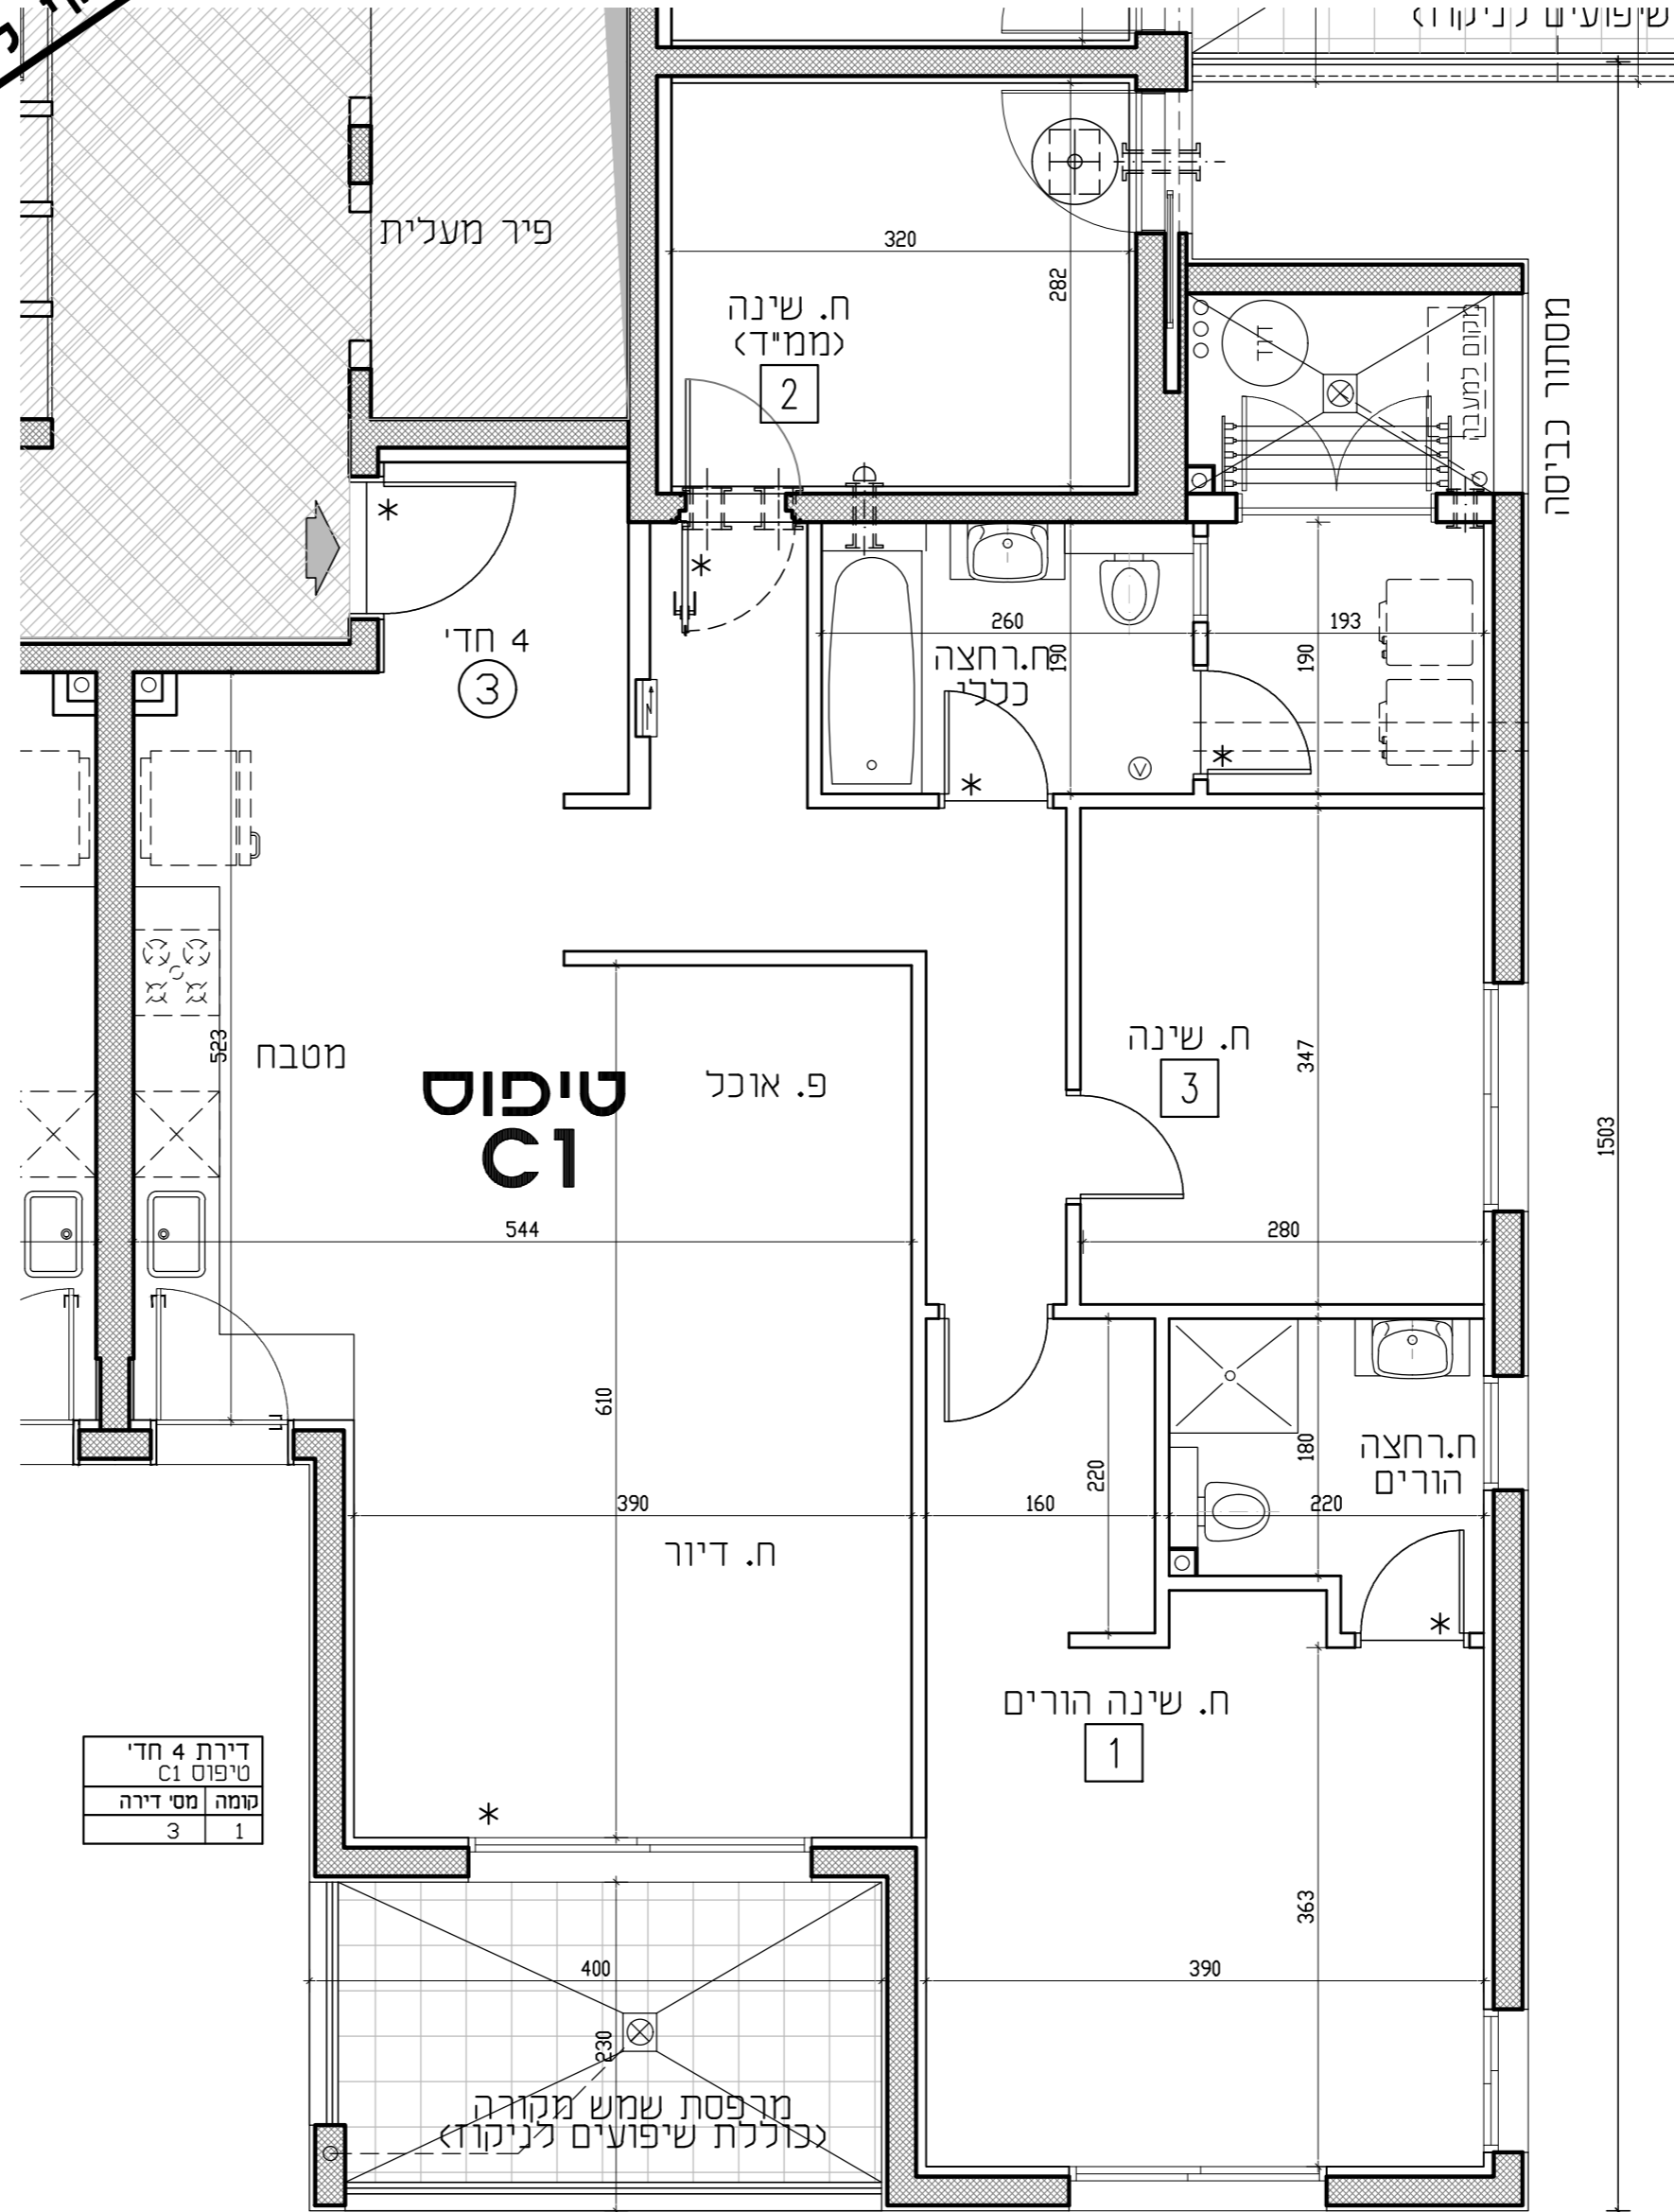 שיפועים לניקוז)
פיר מעלית
320
282
ח. שינה
(ממ"ד)
2
דוד
מקום למעבה
מסתור כביסה
*
*
4 חד'
3
260
193
190
190
ח.רחצה
כללי
*
*
V
523
מטבח
פ. אוכל
טיפוס
C1
ח. שינה
3
347
1503
544
280
610
220
180
ח.רחצה
הורים
390
160
220
ח. דיור
*
ח. שינה הורים
1
דירת 4 חד'
טיפוס C1
קומה מס' דירה
1 3
*
363
400
390
230
מרפסת שמש מקורה
(כוללת שיפועים לניקוז)